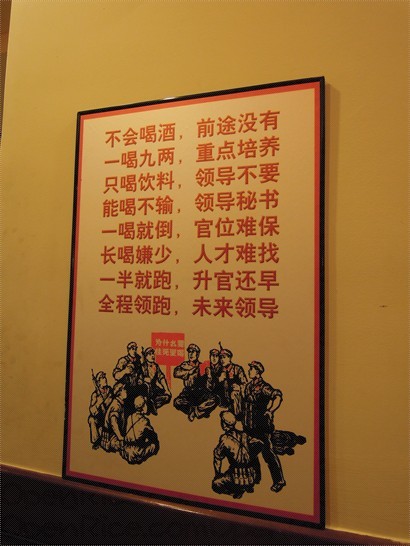 不会喝酒，前途没有
一喝九两，重点培养
只喝饮料，领导不要
能喝不输，领导秘书
一喝就倒，官位难保
长喝嫌少，人才难找
一半就跑，升官还早
全程领跑，未来领导